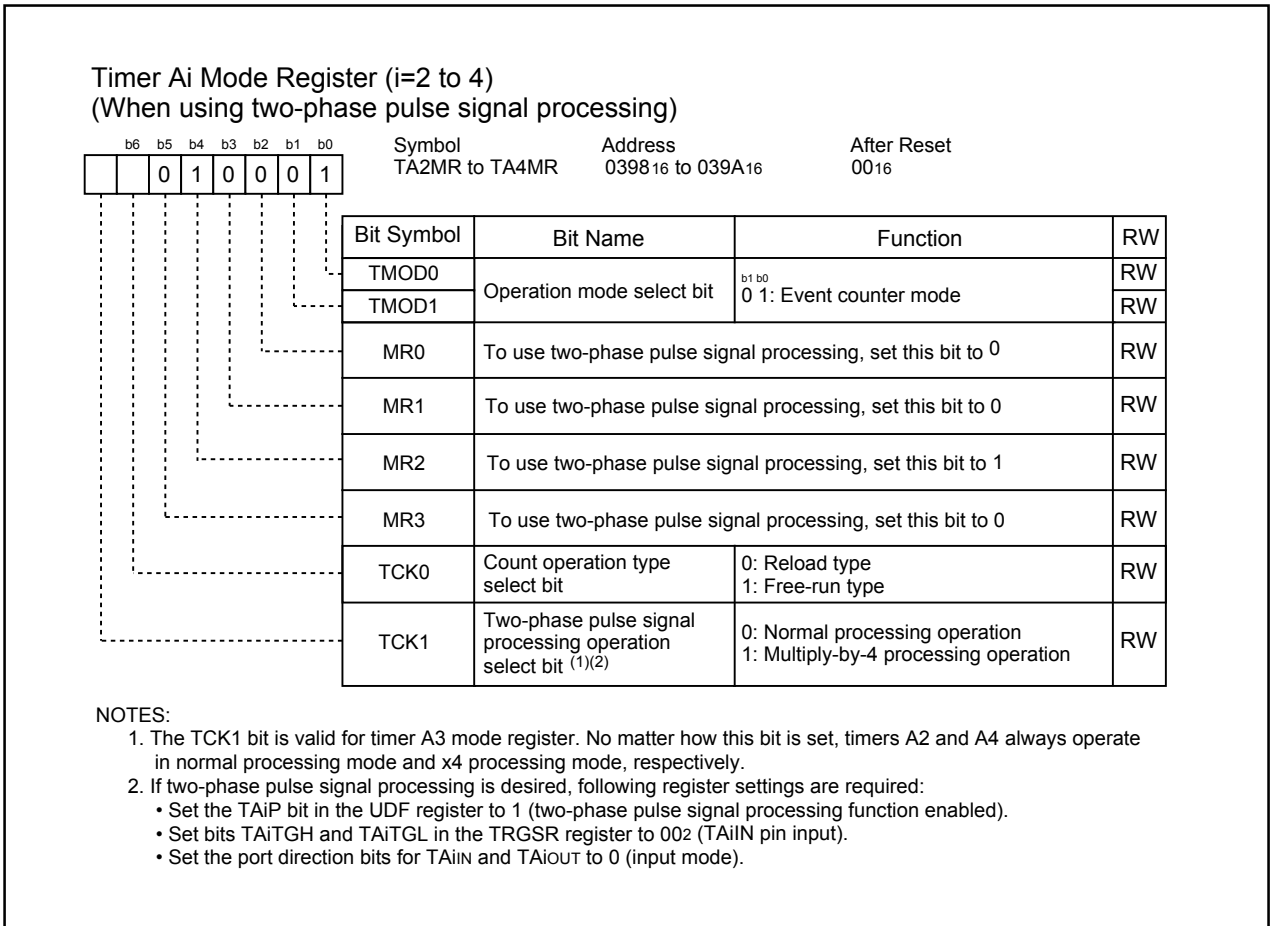 Timer Ai Mode Register (i=2 to 4)
(When using two-phase pulse signal processing)
b6 b5 b4 b3 b2 b1 b0
0 1 0 0 0 1
Symbol Address After Reset
TA2MR to TA4MR 039816 to 039A16 0016
Bit Symbol Bit Name Function RW
TMOD0 RW
Operation mode select bit
b1 b0
0 1: Event counter mode
TMOD1 RW
MR0 To use two-phase pulse signal processing, set this bit to 0 RW
MR1 To use two-phase pulse signal processing, set this bit to 0 RW
MR2 To use two-phase pulse signal processing, set this bit to 1 RW
MR3 To use two-phase pulse signal processing, set this bit to 0 RW
TCK0 Count operation type 0: Reload type RW
select bit 1: Free-run type
Two-phase pulse signal
TCK1 processing operation 0: Normal processing operation RW
select bit (1)(2) 1: Multiply-by-4 processing operation
NOTES:
1. The TCK1 bit is valid for timer A3 mode register. No matter how this bit is set, timers A2 and A4 always operate
in normal processing mode and x4 processing mode, respectively.
2. If two-phase pulse signal processing is desired, following register settings are required:
• Set the TAiP bit in the UDF register to 1 (two-phase pulse signal processing function enabled).
• Set bits TAiTGH and TAiTGL in the TRGSR register to 002 (TAiIN pin input).
• Set the port direction bits for TAiIN and TAiOUT to 0 (input mode).